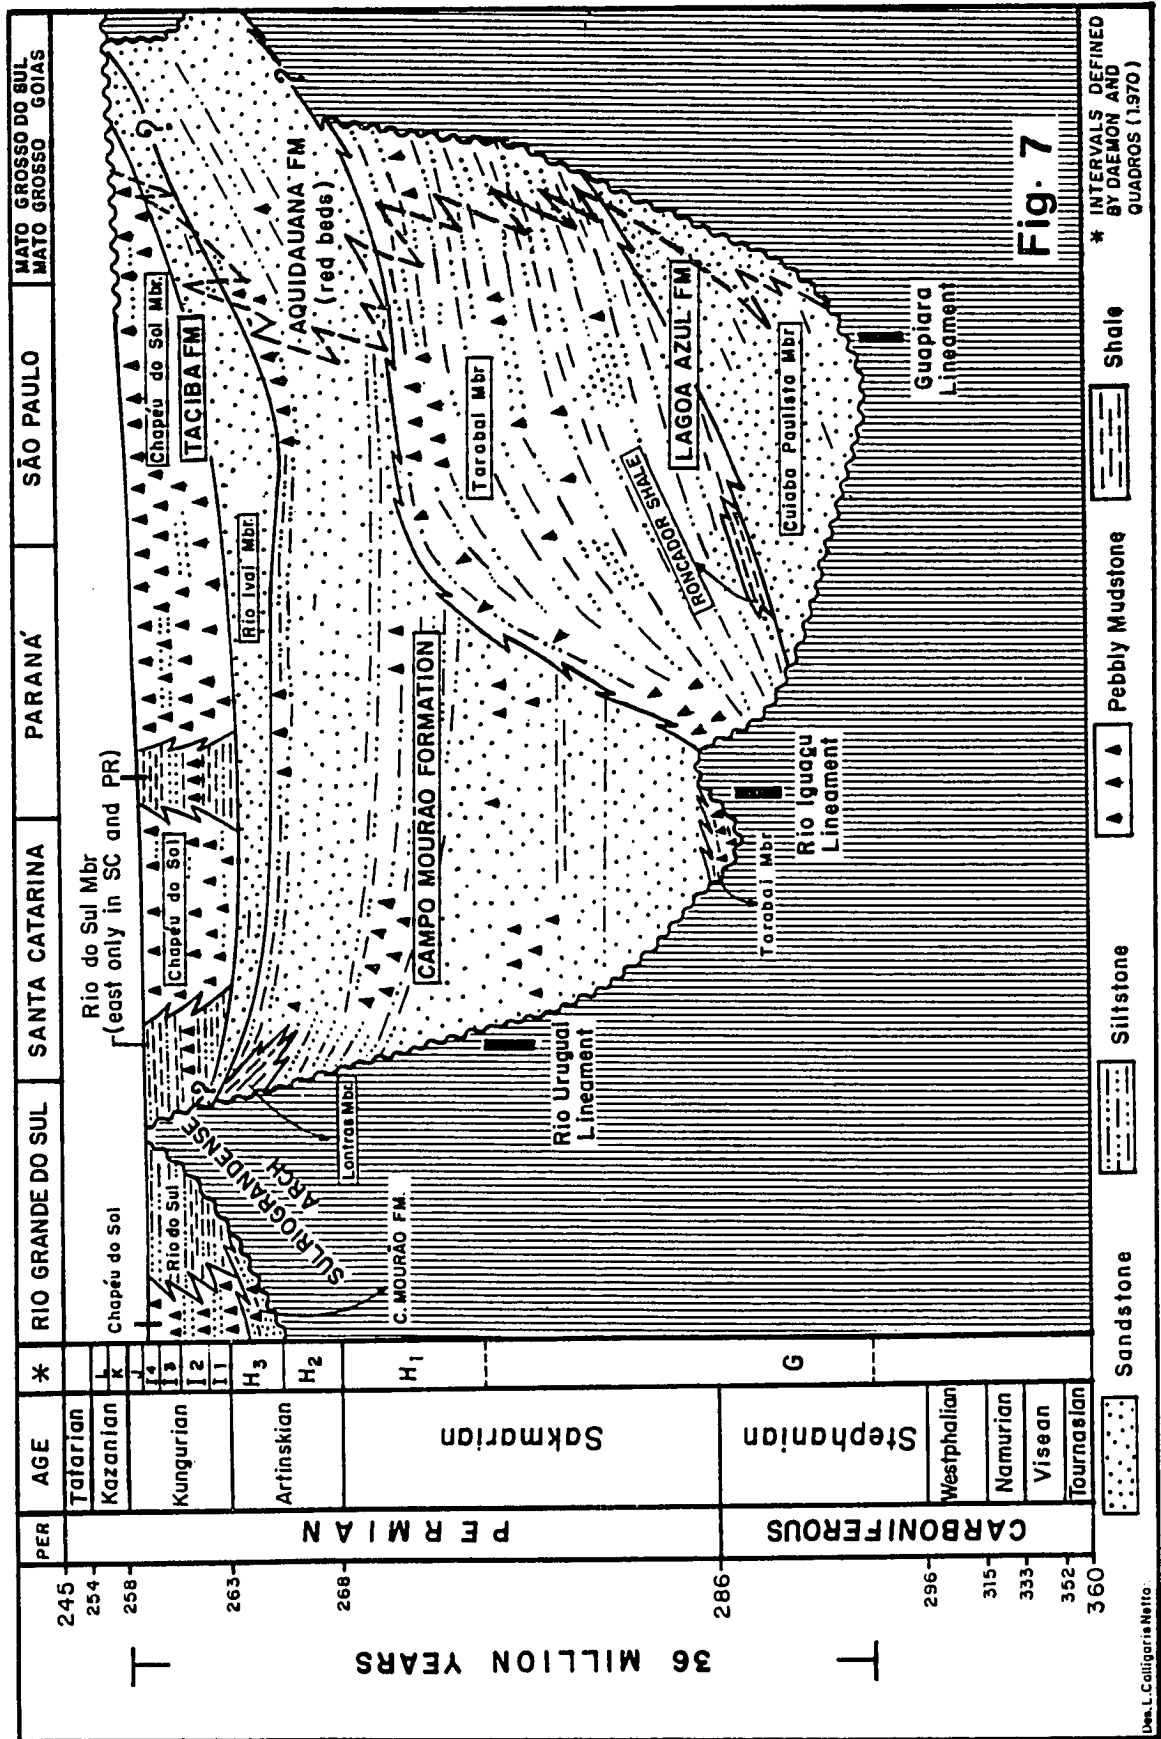 PER
AGE
*
RIO GRANDE DO SUL
SANTA CATARINA
PARANÁ
SÃO PAULO
MATO GROSSO DO SUL
MATO GROSSO GOIÁS
245
254
258
263
268
286
296
315
333
352
360
36 MILLION YEARS
PERMIAN
CARBONIFEROUS
Tatarian
Kazanian
Kungurian
Artinskian
Sakmarian
Stephanian
Westphalian
Namurian
Visean
Tournasian
L
K
J
I4
I3
I2
I1
H3
H2
H1
G
Chapéu do Sol
Rio do Sul
Rio do Sul Mbr
(east only in SC and PR)
Chapéu do Sol
Chapéu do Sol Mbr.
TACIBA FM
Rio Ivaí Mbr.
?
?
?
AQUIDAUANA FM
(red beds)
SULRIOGRANDENSE
ARCH
C. MOURÃO FM.
Lontras Mbr.
CAMPO MOURÃO FORMATION
Tarabai Mbr
RONCADOR SHALE
LAGOA AZUL FM
Cuiaba Paulista Mbr
Tarabai Mbr
Rio Uruguai
Lineament
Rio Iguaçu
Lineament
Guapiara
Lineament
Fig. 7
* INTERVALS DEFINED
BY DAEMON AND
QUADROS (1.970)
Sandstone
Siltstone
Pebbly Mudstone
Shale
Des. L. Calligaris Netto